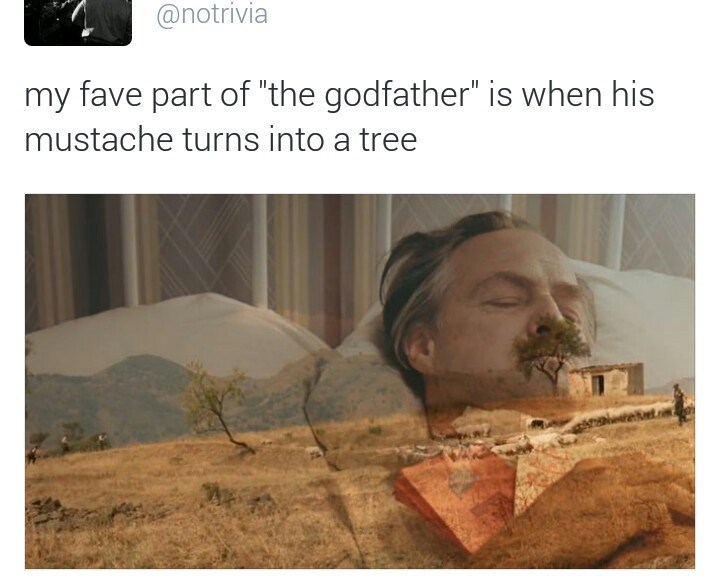 @notrivia
my fave part of "the godfather" is when his
mustache turns into a tree